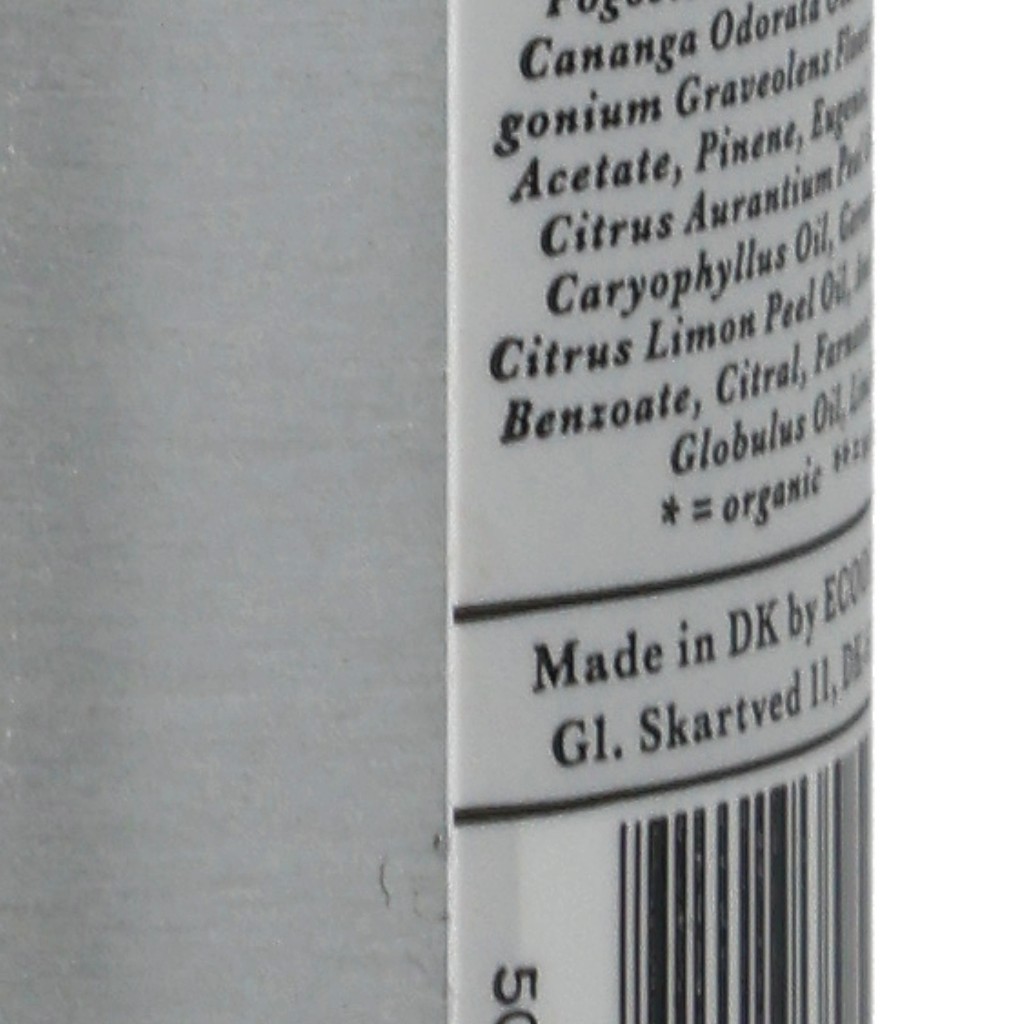 Cananga Odorata
gonium Graveolens
Acetate, Pinene,
Citrus Aurantium Peel
Caryophyllus Oil,
Citrus Limon Peel Oil,
Benzoate, Citral,
Globulus Oil,
* = organic
Made in DK by
Gl. Skartved 11,